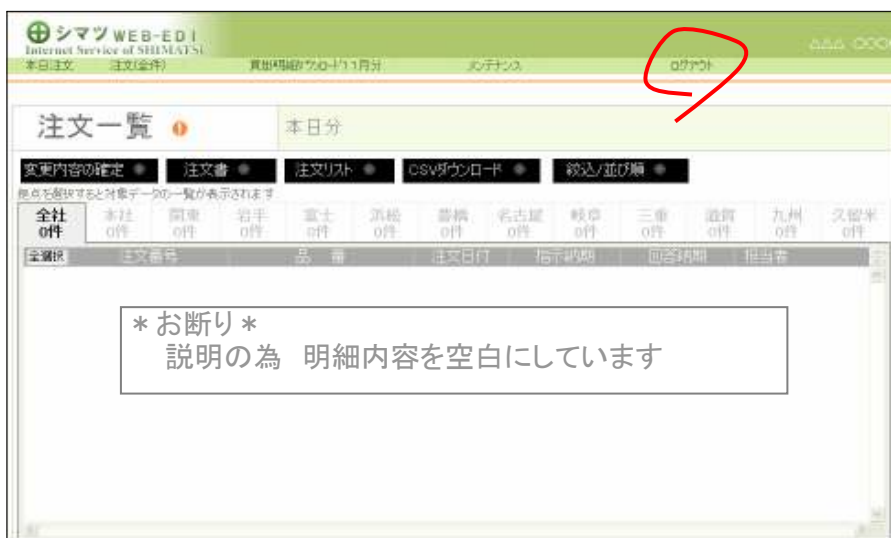 シマツ WEB-EDI
Internet Service of SHIMATSU
本日注文 注文(全件) 買掛明細ダウンロード11月分 メンテナンス ログアウト
注文一覧 本日分
変更内容の確定 注文書 注文リスト CSVダウンロード 絞込/並び順
拠点を選択すると対象データの一覧が表示されます
全社 本社 関東 岩手 富士 浜松 豊橋 名古屋 岐阜 三重 滋賀 九州 久留米
0件 0件 0件 0件 0件 0件 0件 0件 0件 0件 0件 0件 0件
全選択 注文番号 品 番 注文日付 指示納期 回答納期 担当者
*お断り*
説明の為 明細内容を空白にしています